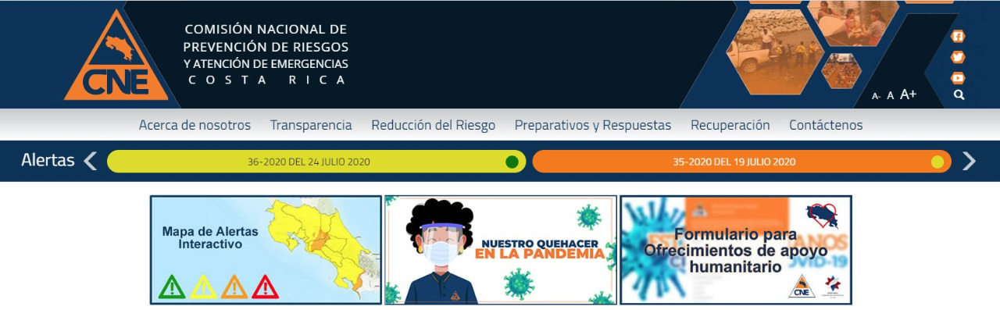 COMISIÓN NACIONAL DE
PREVENCIÓN DE RIESGOS
Y ATENCIÓN DE EMERGENCIAS
COSTA RICA
CNE
A- A A+
Acerca de nosotros Transparencia Reducción del Riesgo Preparativos y Respuestas Recuperación Contáctenos
Alertas 36-2020 DEL 24 JULIO 2020 35-2020 DEL 19 JULIO 2020
Mapa de Alertas
Interactivo
NUESTRO QUEHACER
EN LA PANDEMIA
Formulario para
Ofrecimientos de apoyo
humanitario
CNE